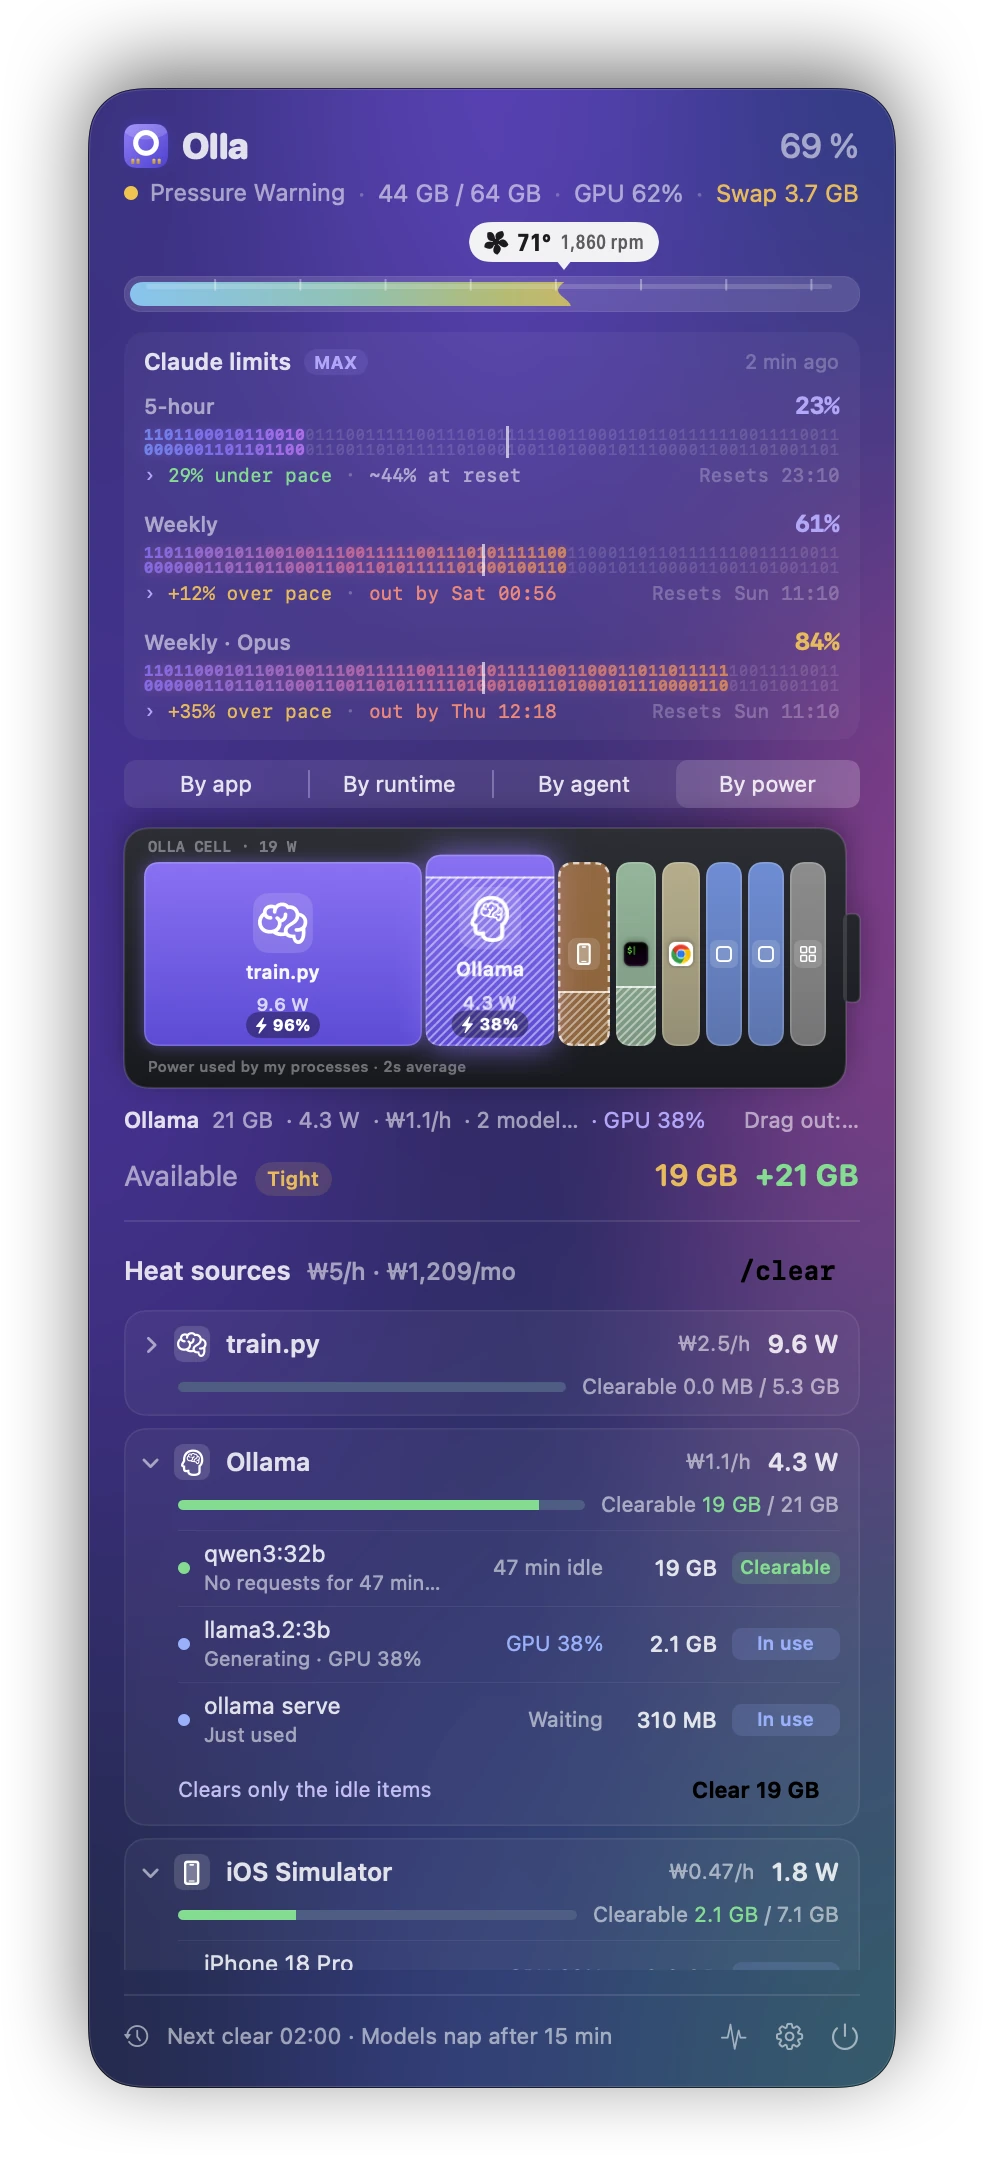 Olla 69 %
Pressure Warning · 44 GB / 64 GB · GPU 62% · Swap 3.7 GB
71° 1,860 rpm
Claude limits MAX 2 min ago
5-hour 23%
› 29% under pace · ~44% at reset Resets 23:10
Weekly 61%
› +12% over pace · out by Sat 00:56 Resets Sun 11:10
Weekly · Opus 84%
› +35% over pace · out by Thu 12:18 Resets Sun 11:10
By app By runtime By agent By power
OLLA CELL · 19 W
train.py
9.6 W
96%
Ollama
4.3 W
38%
$
Power used by my processes · 2s average
Ollama 21 GB · 4.3 W · ₩1.1/h · 2 model... · GPU 38% Drag out:...
Available Tight 19 GB +21 GB
Heat sources ₩5/h · ₩1,209/mo /clear
train.py ₩2.5/h 9.6 W
Clearable 0.0 MB / 5.3 GB
Ollama ₩1.1/h 4.3 W
Clearable 19 GB / 21 GB
qwen3:32b
No requests for 47 min... 47 min idle 19 GB Clearable
llama3.2:3b
Generating · GPU 38% GPU 38% 2.1 GB In use
ollama serve
Just used Waiting 310 MB In use
Clears only the idle items Clear 19 GB
iOS Simulator ₩0.47/h 1.8 W
Clearable 2.1 GB / 7.1 GB
iPhone 18 Pro
Next clear 02:00 · Models nap after 15 min